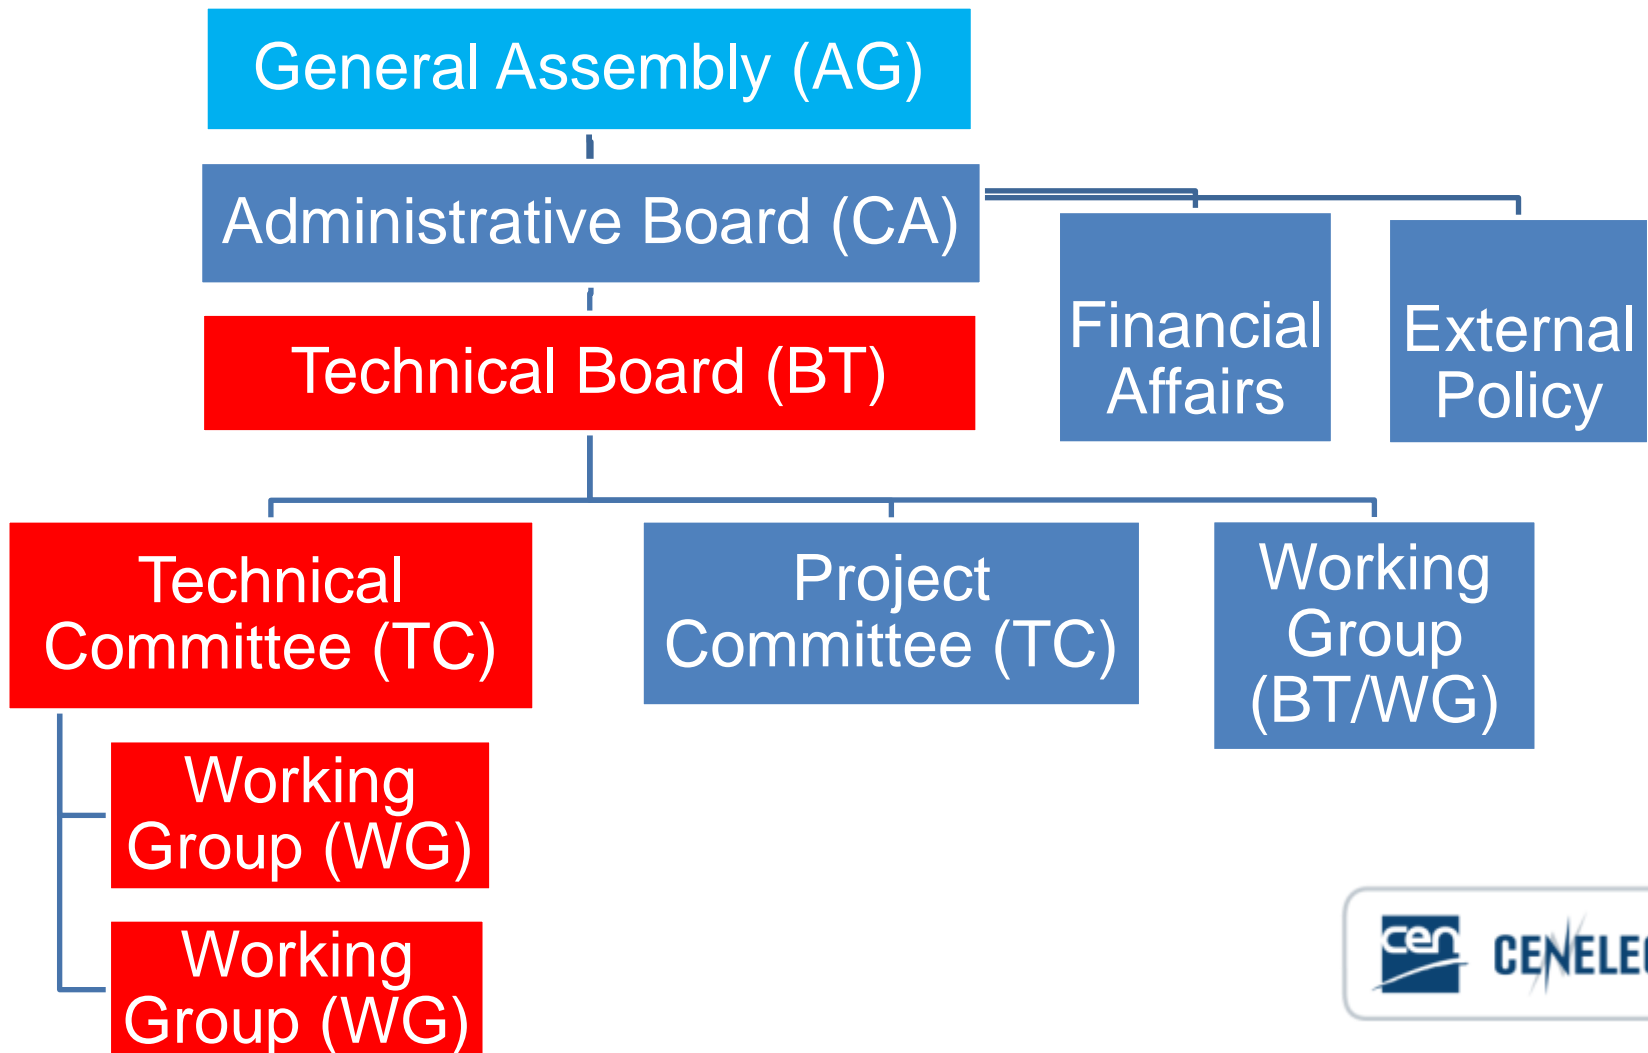 General Assembly (AG)
Administrative Board (CA)
Technical Board (BT)
Financial
Affairs
External
Policy
Technical
Committee (TC)
Project
Committee (TC)
Working
Group
(BT/WG)
Working
Group (WG)
Working
Group (WG)
cen
CENELEC